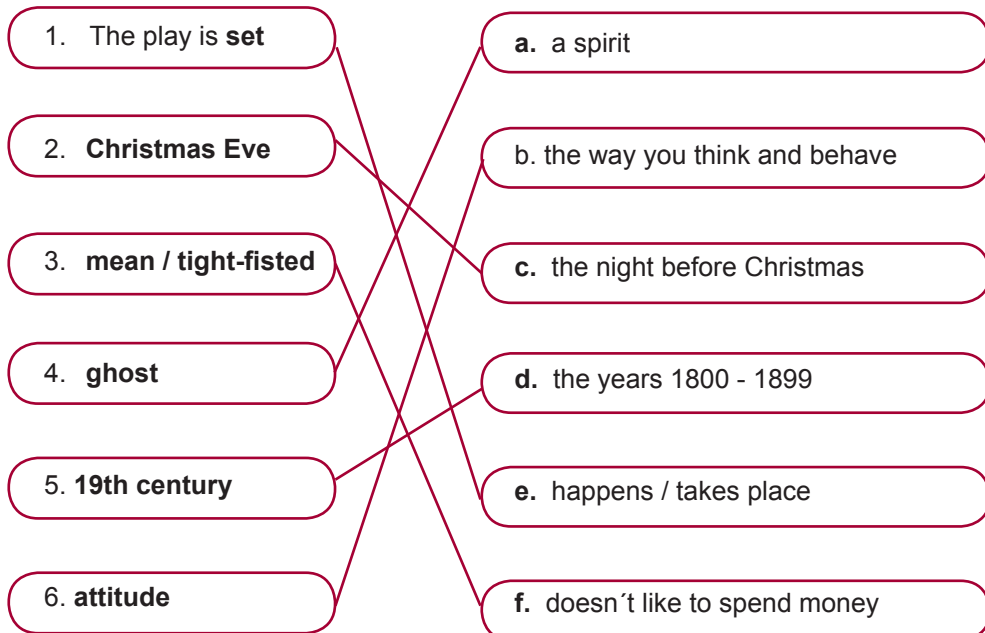 1. The play is set
a. a spirit
2. Christmas Eve
b. the way you think and behave
3. mean / tight-fisted
c. the night before Christmas
4. ghost
d. the years 1800 - 1899
5. 19th century
e. happens / takes place
6. attitude
f. doesn´t like to spend money